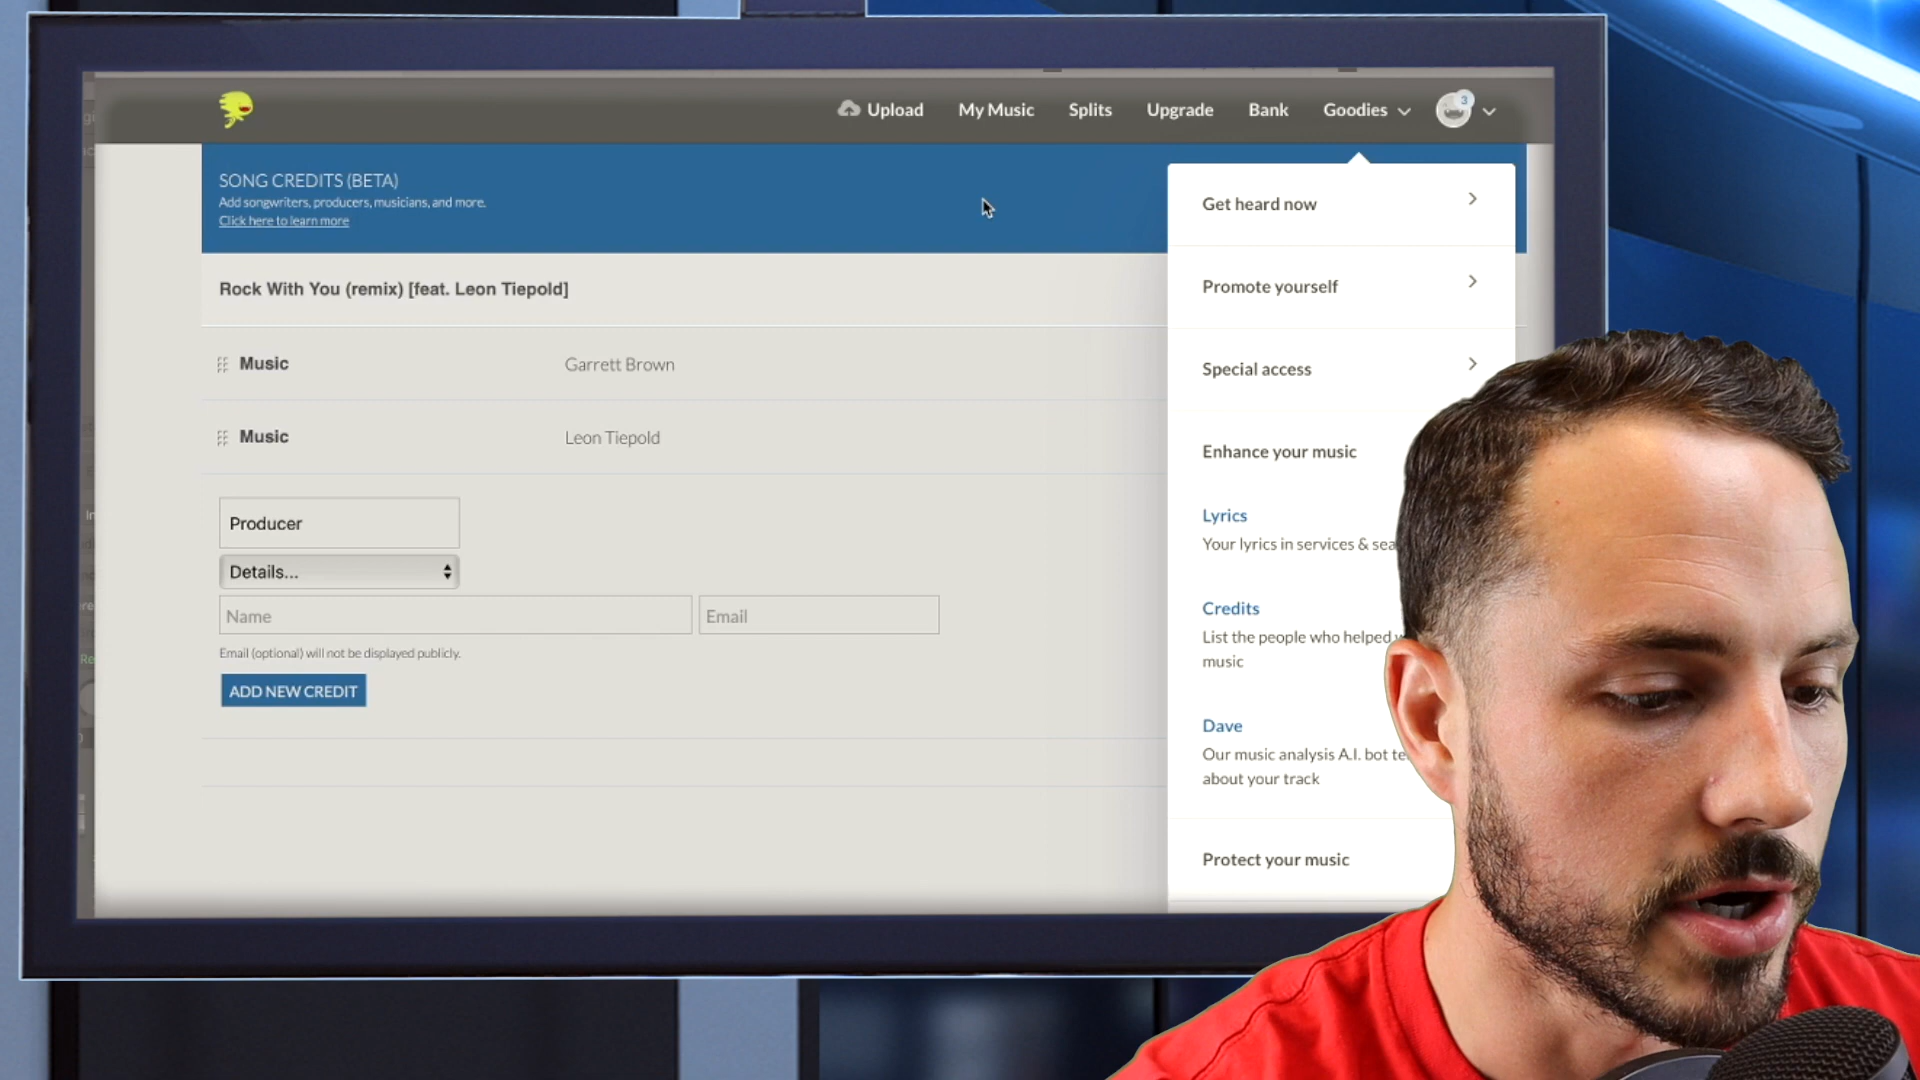 Upload
My Music
Splits
Upgrade
Bank
Goodies
3
SONG CREDITS (BETA)
Add songwriters, producers, musicians, and more.
Click here to learn more
Rock With You (remix) [feat. Leon Tiepold]
Music
Garrett Brown
Music
Leon Tiepold
Producer
Details...
Name
Email
Email (optional) will not be displayed publicly.
ADD NEW CREDIT
Get heard now
Promote yourself
Special access
Enhance your music
Lyrics
Your lyrics in services &
Credits
List the people who helped
music
Dave
Our music analysis A.I. bot
about your track
Protect your music